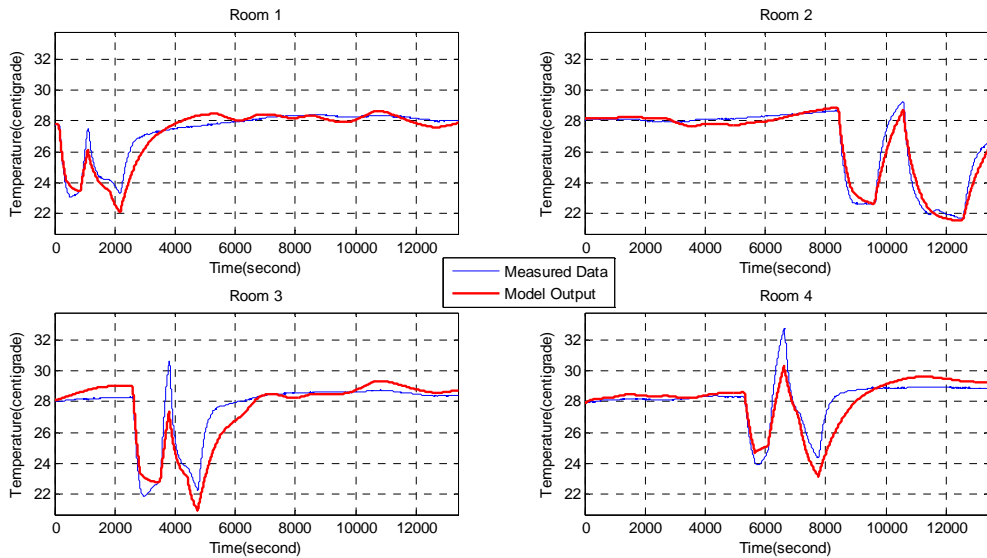 Room 1
Room 2
Temperature(centigrade)
32
30
28
26
24
22
0 2000 4000 6000 8000 10000 12000
Time(second)
Temperature(centigrade)
32
30
28
26
24
22
0 2000 4000 6000 8000 10000 12000
Time(second)
Measured Data
Model Output
Room 3
Room 4
Temperature(centigrade)
32
30
28
26
24
22
0 2000 4000 6000 8000 10000 12000
Time(second)
Temperature(centigrade)
32
30
28
26
24
22
0 2000 4000 6000 8000 10000 12000
Time(second)